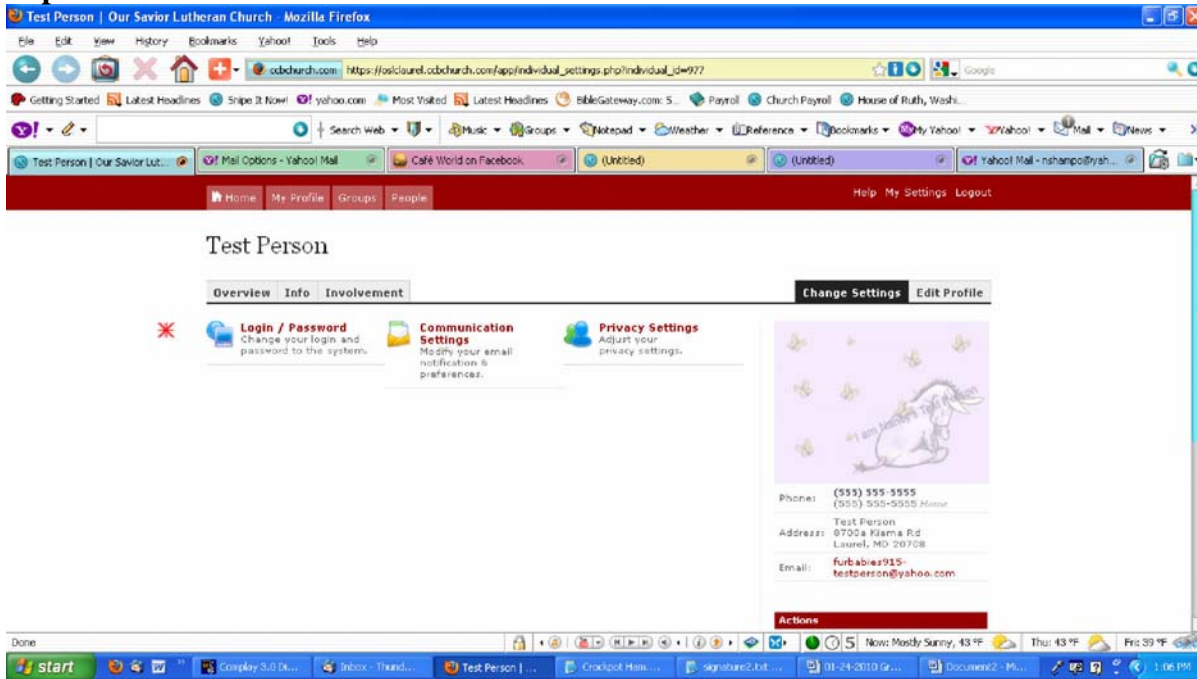 Test Person | Our Savior Lutheran Church - Mozilla Firefox
File Edit View History Bookmarks Yahoo! Tools Help
ccbchurch.com https://oslclaurel.ccbchurch.com/app/individual_settings.php?individual_id=977 Google
Getting Started Latest Headlines Snipe It Now! yahoo.com Most Visited Latest Headlines BibleGateway.com: S... Payroll Church Payroll House of Ruth, Washi...
Search Web Music Groups Notepad Weather Reference Bookmarks My Yahoo! Yahoo! Mail News
Test Person | Our Savior Lut... Mail Options - Yahoo! Mail Café World on Facebook (Untitled) (Untitled) Yahoo! Mail - nshampo@yah...
Home My Profile Groups People Help My Settings Logout
Test Person
Overview Info Involvement Change Settings Edit Profile
Login / Password
Change your login and
password to the system.
Communication
Settings
Modify your email
notification &
preferences.
Privacy Settings
Adjust your
privacy settings.
Phone: (555) 555-5555
(555) 555-5555 Home
Test Person
Address: 8700a Kiama Rd
Laurel, MD 20708
Email: furbabies915-
testperson@yahoo.com
Actions
Done Now: Mostly Sunny, 43 °F Thu: 43 °F Fri: 39 °F
start Conplay 3.0 Di... Inbox - Thund... Test Person | ... Crockpot Ham.... signature2.txt ... 01-24-2010 Gr... Document2 - Mi... 1:06 PM